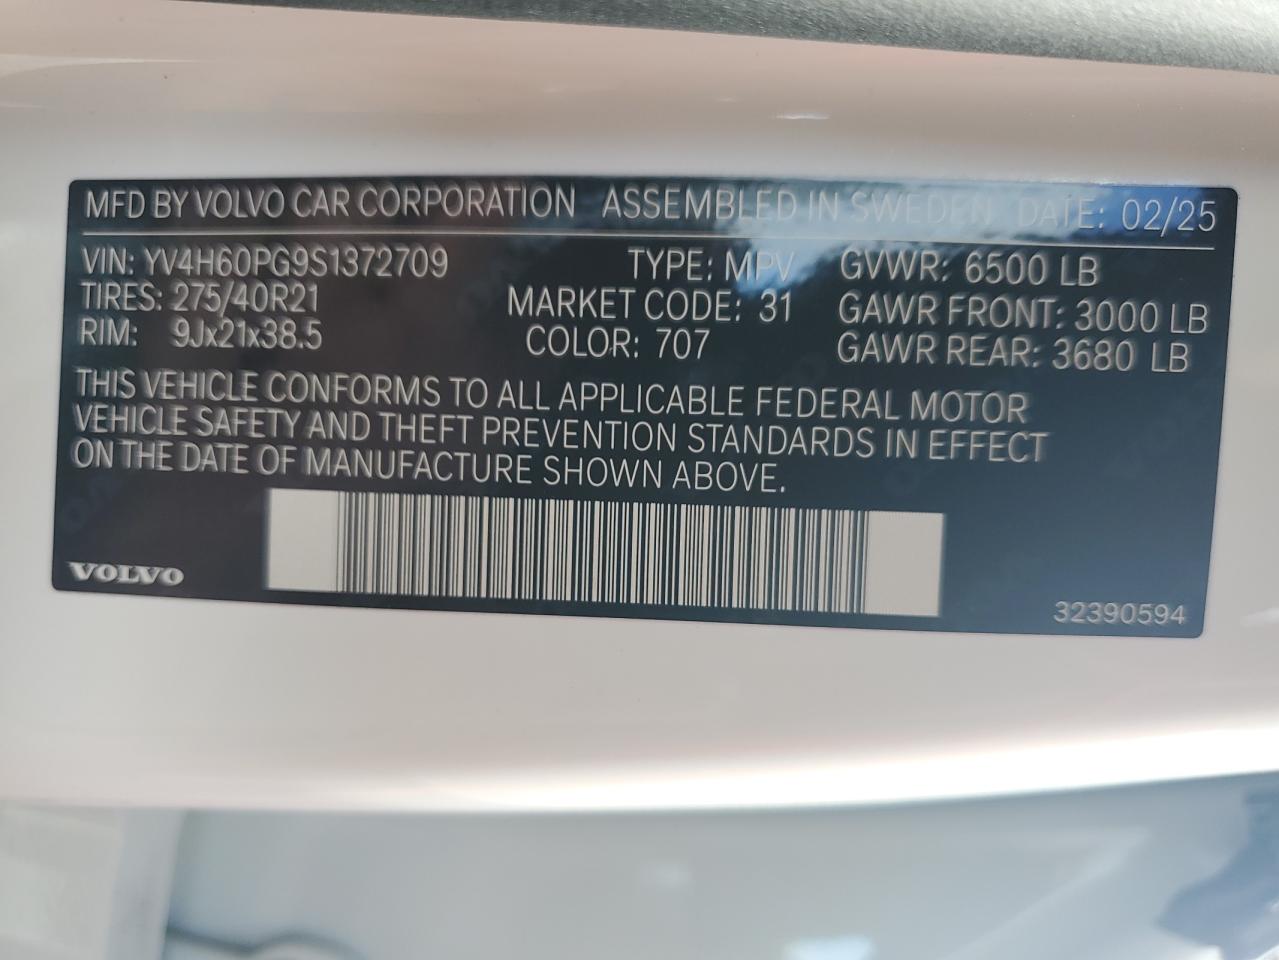 MFD BY VOLVO CAR CORPORATION ASSEMBLED IN SWEDEN DATE: 02/25
VIN: YV4H60PG9S1372709 TYPE: MPV GVWR: 6500 LB
TIRES: 275/40R21 MARKET CODE: 31 GAWR FRONT: 3000 LB
RIM: 9Jx21x38.5 COLOR: 707 GAWR REAR: 3680 LB
THIS VEHICLE CONFORMS TO ALL APPLICABLE FEDERAL MOTOR
VEHICLE SAFETY AND THEFT PREVENTION STANDARDS IN EFFECT
ON THE DATE OF MANUFACTURE SHOWN ABOVE.
VOLVO
32390594